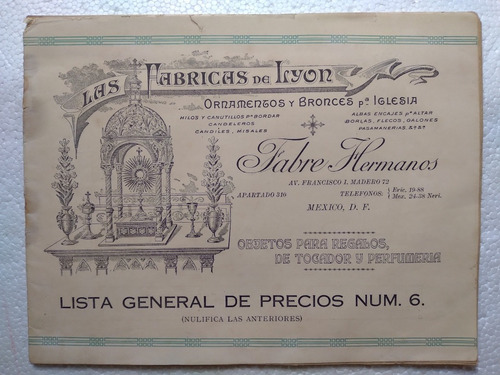 LAS FABRICAS DE LYON
ORNAMENTOS Y BRONCES Pª IGLESIA
HILOS Y CANUTILLOS Pª BORDAR
CANDELEROS
CANDILES, MISALES
ALBAS ENCAJES Pª ALTAR
BORLAS, FLECOS, GALONES
PASAMANERIAS
Fabre Hermanos
AV. FRANCISCO I. MADERO 72
APARTADO 310
TELEFONOS: Eric. 19-88
Mex. 24-38 Neri.
MEXICO, D. F.
OBJETOS PARA REGALOS,
DE TOCADOR Y PERFUMERIA
LISTA GENERAL DE PRECIOS NUM. 6.
(NULIFICA LAS ANTERIORES)